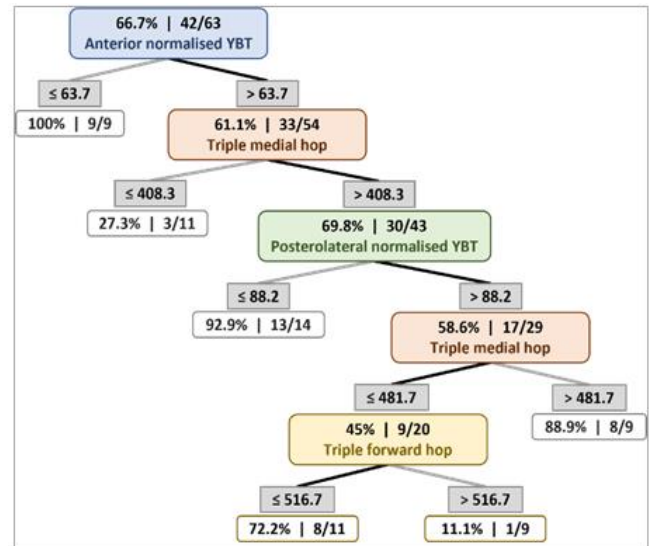 66.7% | 42/63
Anterior normalised YBT
≤ 63.7
> 63.7
100% | 9/9
61.1% | 33/54
Triple medial hop
≤ 408.3
> 408.3
27.3% | 3/11
69.8% | 30/43
Posterolateral normalised YBT
≤ 88.2
> 88.2
92.9% | 13/14
58.6% | 17/29
Triple medial hop
≤ 481.7
> 481.7
45% | 9/20
Triple forward hop
88.9% | 8/9
≤ 516.7
> 516.7
72.2% | 8/11
11.1% | 1/9